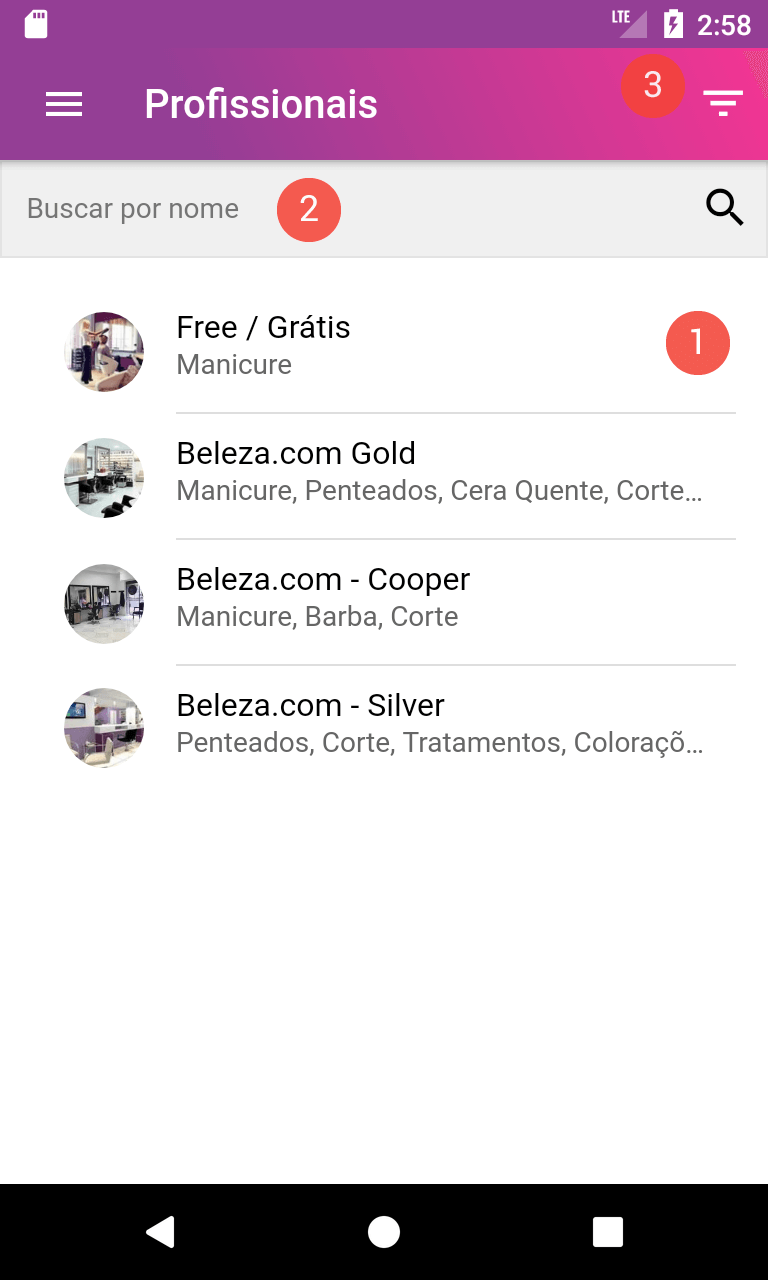 LTE 2:58
Profissionais 3
Buscar por nome 2
Free / Grátis
Manicure
1
Beleza.com Gold
Manicure, Penteados, Cera Quente, Corte…
Beleza.com - Cooper
Manicure, Barba, Corte
Beleza.com - Silver
Penteados, Corte, Tratamentos, Coloraçõ…